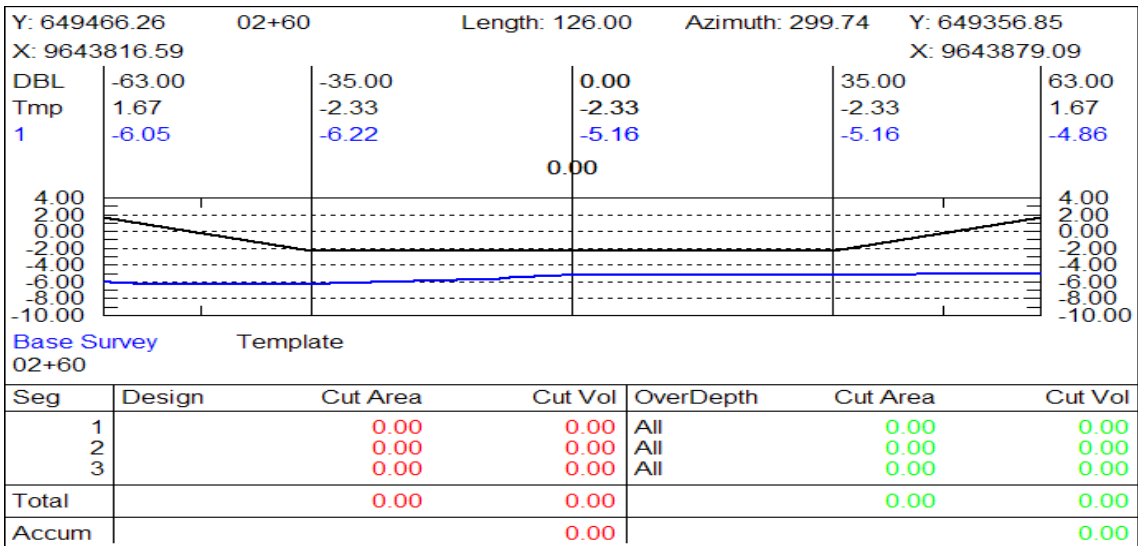 Y: 649466.26 02+60 Length: 126.00 Azimuth: 299.74 Y: 649356.85
X: 9643816.59 X: 9643879.09
DBL -63.00 -35.00 0.00 35.00 63.00
Tmp 1.67 -2.33 -2.33 -2.33 1.67
1 -6.05 -6.22 -5.16 -5.16 -4.86
0.00
4.00 4.00
2.00 2.00
0.00 0.00
-2.00 -2.00
-4.00 -4.00
-6.00 -6.00
-8.00 -8.00
-10.00 -10.00
Base Survey Template
02+60
Seg Design Cut Area Cut Vol OverDepth Cut Area Cut Vol
1 0.00 0.00 All 0.00 0.00
2 0.00 0.00 All 0.00 0.00
3 0.00 0.00 All 0.00 0.00
Total 0.00 0.00 0.00 0.00
Accum 0.00 0.00